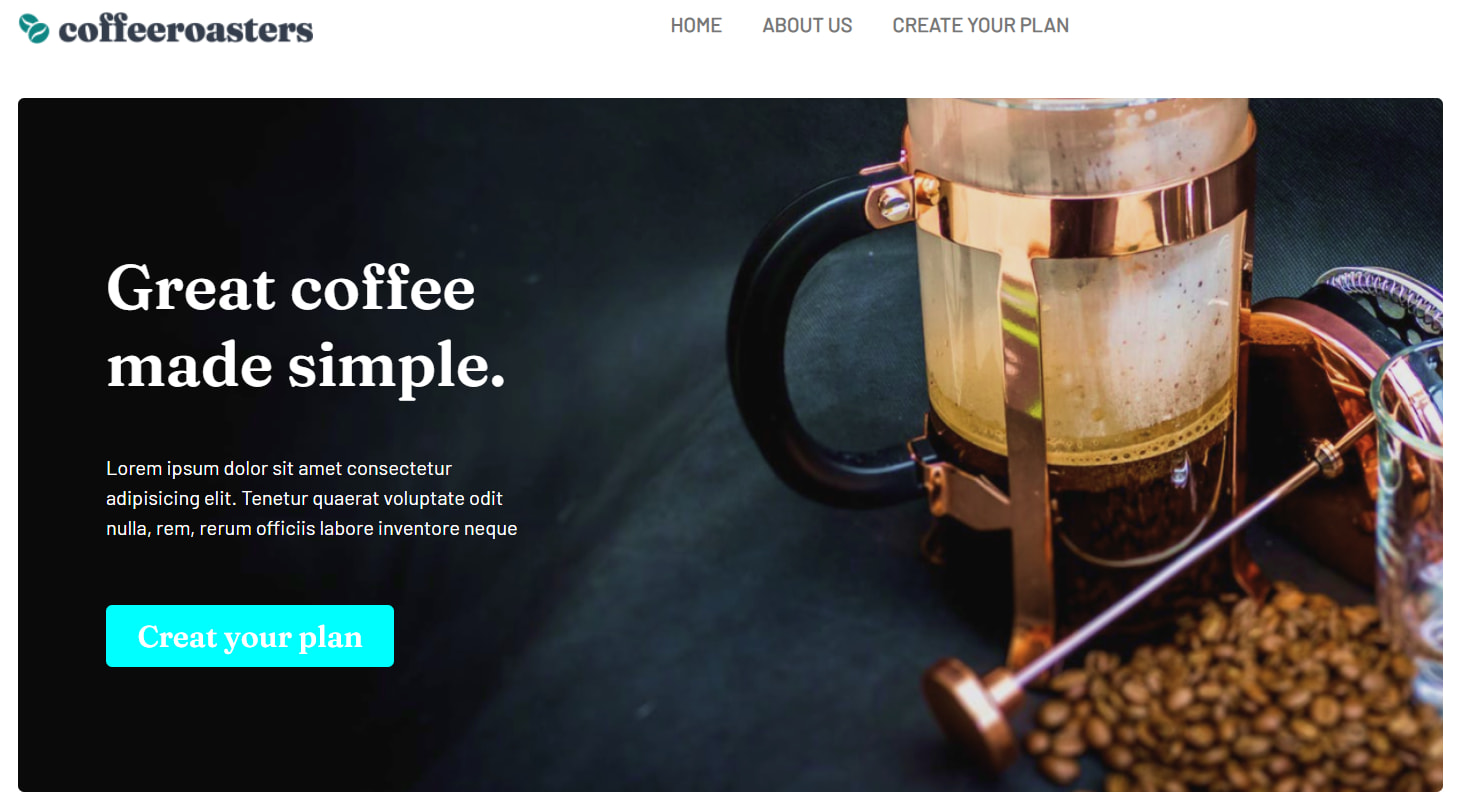 coffeeroasters
HOME ABOUT US CREATE YOUR PLAN
Great coffee
made simple.
Lorem ipsum dolor sit amet consectetur
adipisicing elit. Tenetur quaerat voluptate odit
nulla, rem, rerum officiis labore inventore neque
Creat your plan